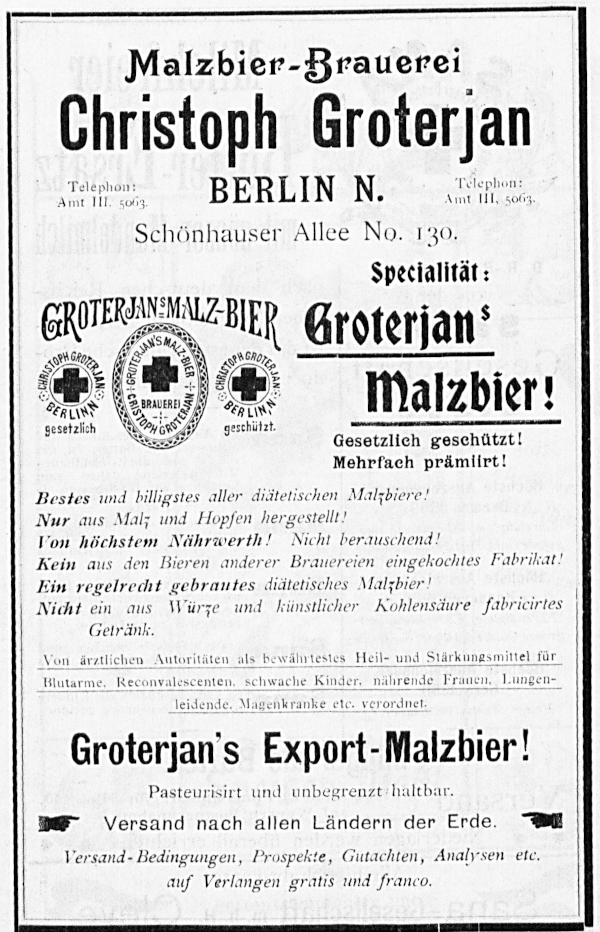 Malzbier-Brauerei
Christoph Groterjan
Telephon:
Amt III. 5063.
BERLIN N.
Telephon:
Amt III, 5063.
Schönhauser Allee No. 130.
GROTERJAN'S MALZ-BIER
CHRISTOPH GROTERJAN
BERLIN, N.
gesetzlich
GROTERJAN'S MALZ-BIER
BRAUEREI
CHRISTOPH GROTERJAN
CHRISTOPH GROTERJAN
BERLIN, N.
geschützt.
Specialität:
Groterjans
Malzbier!
Gesetzlich geschützt!
Mehrfach prämiirt!
Bestes und billigstes aller diätetischen Malzbiere!
Nur aus Malz und Hopfen hergestellt!
Von höchstem Nährwerth! Nicht berauschend!
Kein aus den Bieren anderer Brauereien eingekochtes Fabrikat!
Ein regelrecht gebrautes diätetisches Malzbier!
Nicht ein aus Würze und künstlicher Kohlensäure fabricirtes
Getränk.
Von ärztlichen Autoritäten als bewährtestes Heil- und Stärkungsmittel für
Blutarme, Reconvalescenten, schwache Kinder, nährende Frauen, Lungen-
leidende, Magenkranke etc. verordnet.
Groterjan's Export-Malzbier!
Pasteurisirt und unbegrenzt haltbar.
Versand nach allen Ländern der Erde.
Versand-Bedingungen, Prospekte, Gutachten, Analysen etc.
auf Verlangen gratis und franco.